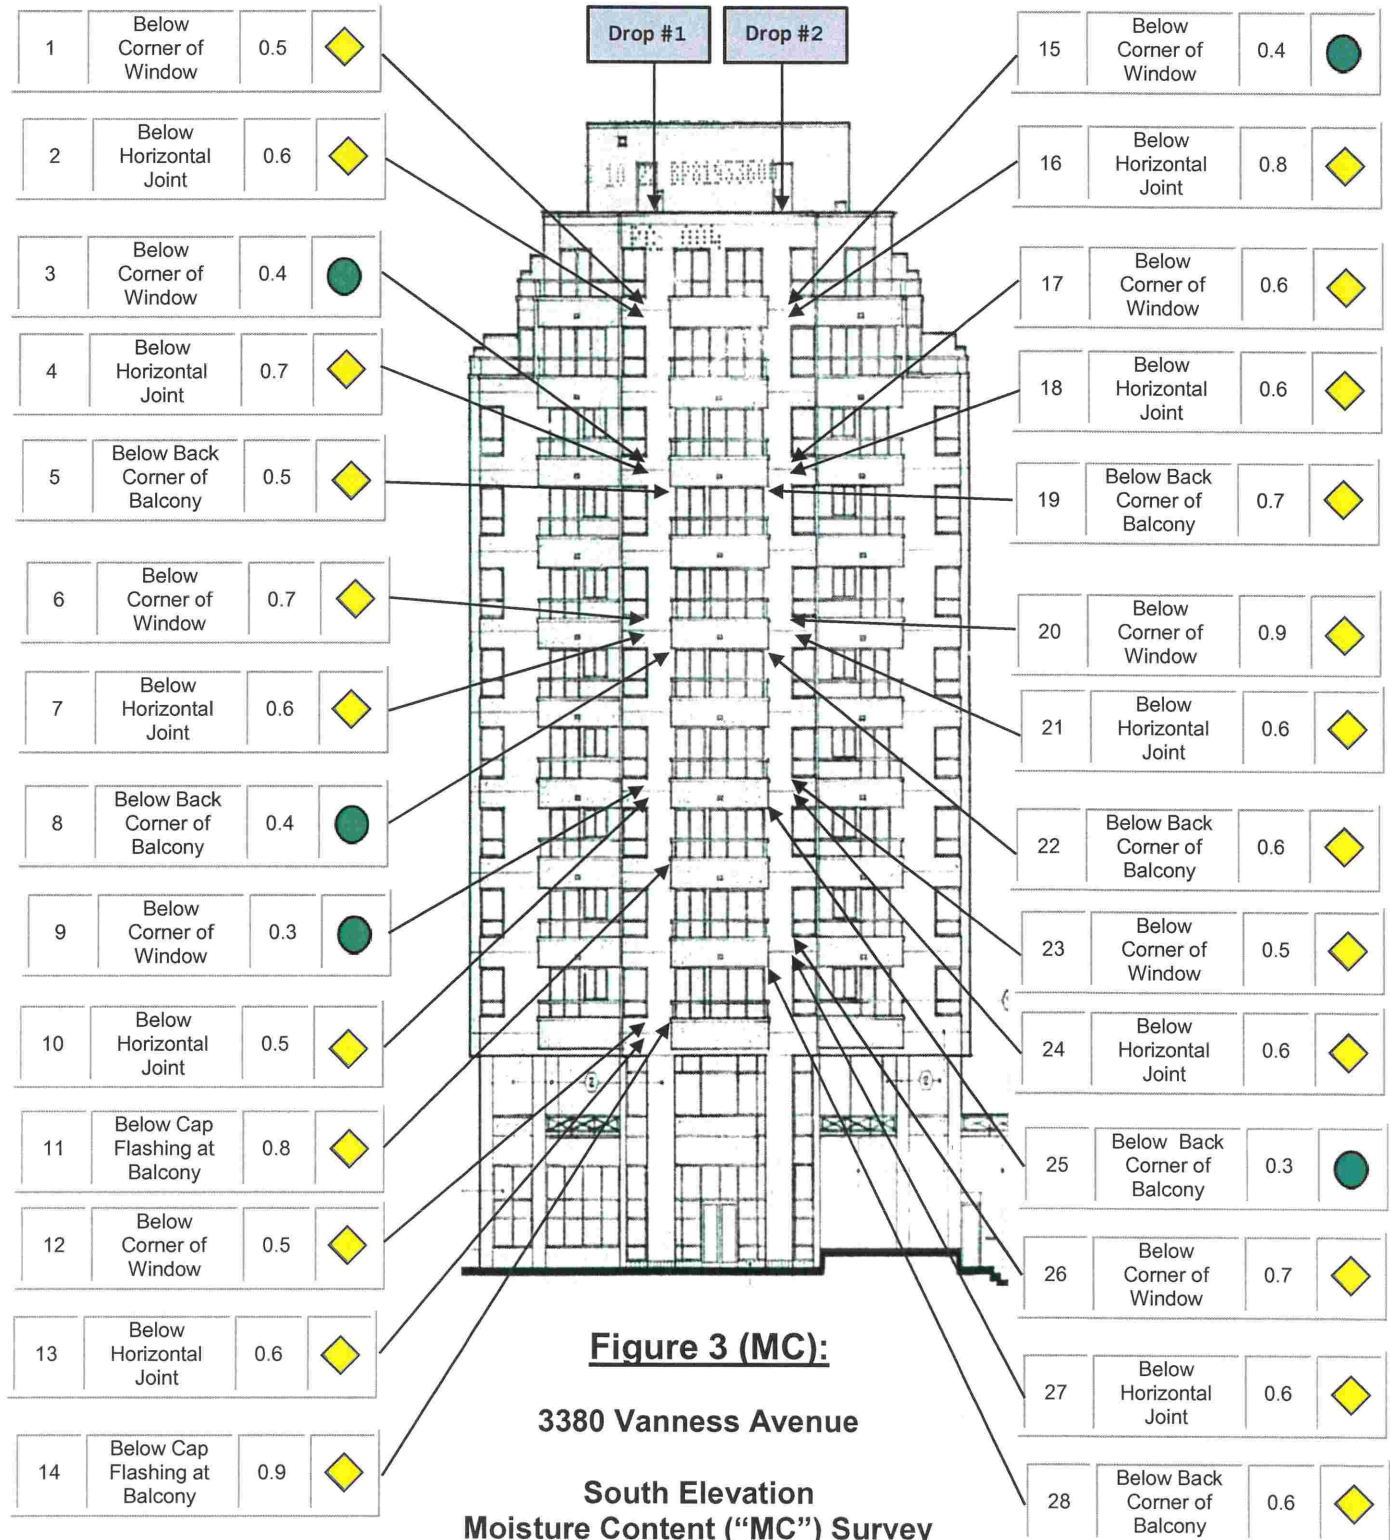 Drop #1
Drop #2
1
Below
Corner of
Window
0.5
2
Below
Horizontal
Joint
0.6
3
Below
Corner of
Window
0.4
4
Below
Horizontal
Joint
0.7
5
Below Back
Corner of
Balcony
0.5
6
Below
Corner of
Window
0.7
7
Below
Horizontal
Joint
0.6
8
Below Back
Corner of
Balcony
0.4
9
Below
Corner of
Window
0.3
10
Below
Horizontal
Joint
0.5
11
Below Cap
Flashing at
Balcony
0.8
12
Below
Corner of
Window
0.5
13
Below
Horizontal
Joint
0.6
14
Below Cap
Flashing at
Balcony
0.9
15
Below
Corner of
Window
0.4
16
Below
Horizontal
Joint
0.8
17
Below
Corner of
Window
0.6
18
Below
Horizontal
Joint
0.6
19
Below Back
Corner of
Balcony
0.7
20
Below
Corner of
Window
0.9
21
Below
Horizontal
Joint
0.6
22
Below Back
Corner of
Balcony
0.6
23
Below
Corner of
Window
0.5
24
Below
Horizontal
Joint
0.6
25
Below Back
Corner of
Balcony
0.3
26
Below
Corner of
Window
0.7
27
Below
Horizontal
Joint
0.6
28
Below Back
Corner of
Balcony
0.6
Figure 3 (MC):
3380 Vanness Avenue
South Elevation
Moisture Content (“MC”) Survey